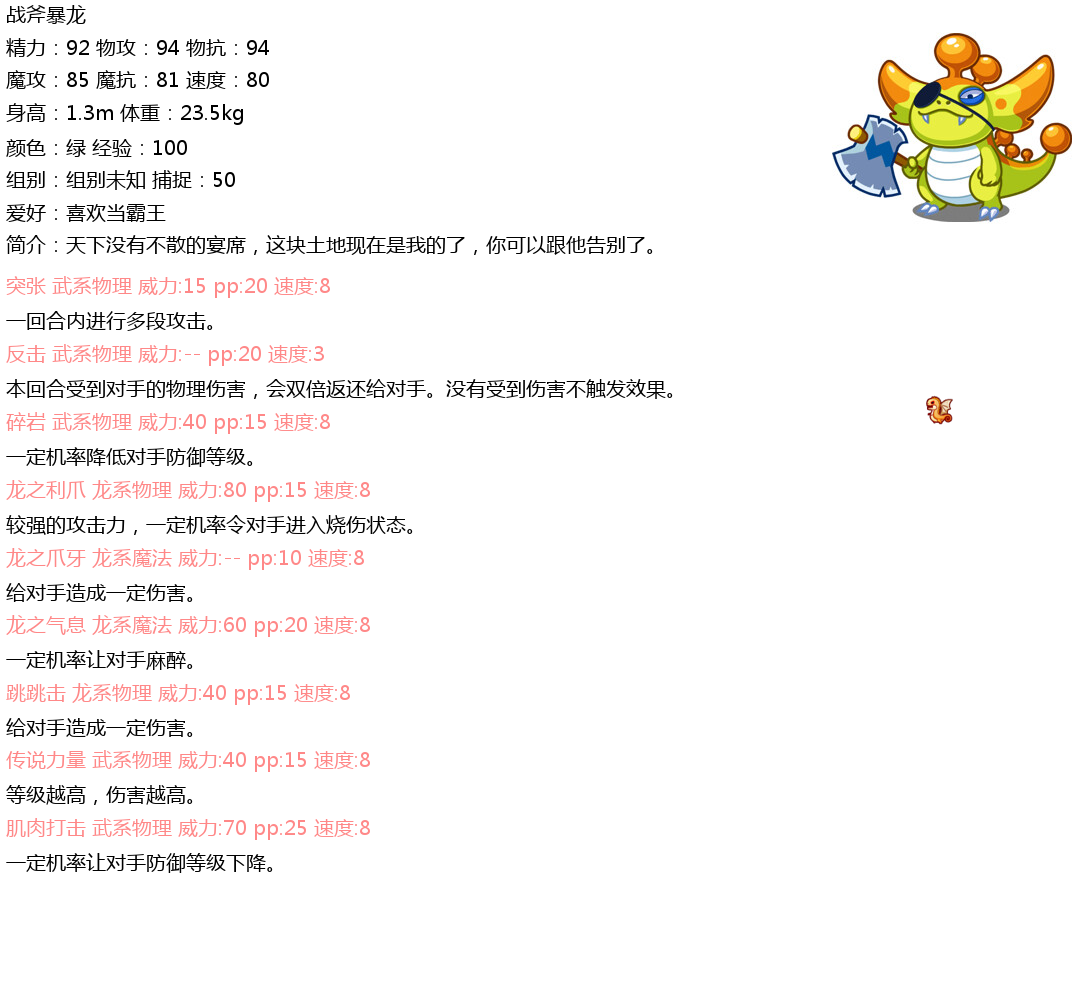 战斧暴龙
精力：92 物攻：94 物抗：94
魔攻：85 魔抗：81 速度：80
身高：1.3m 体重：23.5kg
颜色：绿 经验：100
组别：组别未知 捕捉：50
爱好：喜欢当霸王
简介：天下没有不散的宴席，这块土地现在是我的了，你可以跟他告别了。
突张 武系物理 威力:15 pp:20 速度:8
一回合内进行多段攻击。
反击 武系物理 威力:-- pp:20 速度:3
本回合受到对手的物理伤害，会双倍返还给对手。没有受到伤害不触发效果。
碎岩 武系物理 威力:40 pp:15 速度:8
一定机率降低对手防御等级。
龙之利爪 龙系物理 威力:80 pp:15 速度:8
较强的攻击力，一定机率令对手进入烧伤状态。
龙之爪牙 龙系魔法 威力:-- pp:10 速度:8
给对手造成一定伤害。
龙之气息 龙系魔法 威力:60 pp:20 速度:8
一定机率让对手麻醉。
跳跳击 龙系物理 威力:40 pp:15 速度:8
给对手造成一定伤害。
传说力量 武系物理 威力:40 pp:15 速度:8
等级越高，伤害越高。
肌肉打击 武系物理 威力:70 pp:25 速度:8
一定机率让对手防御等级下降。